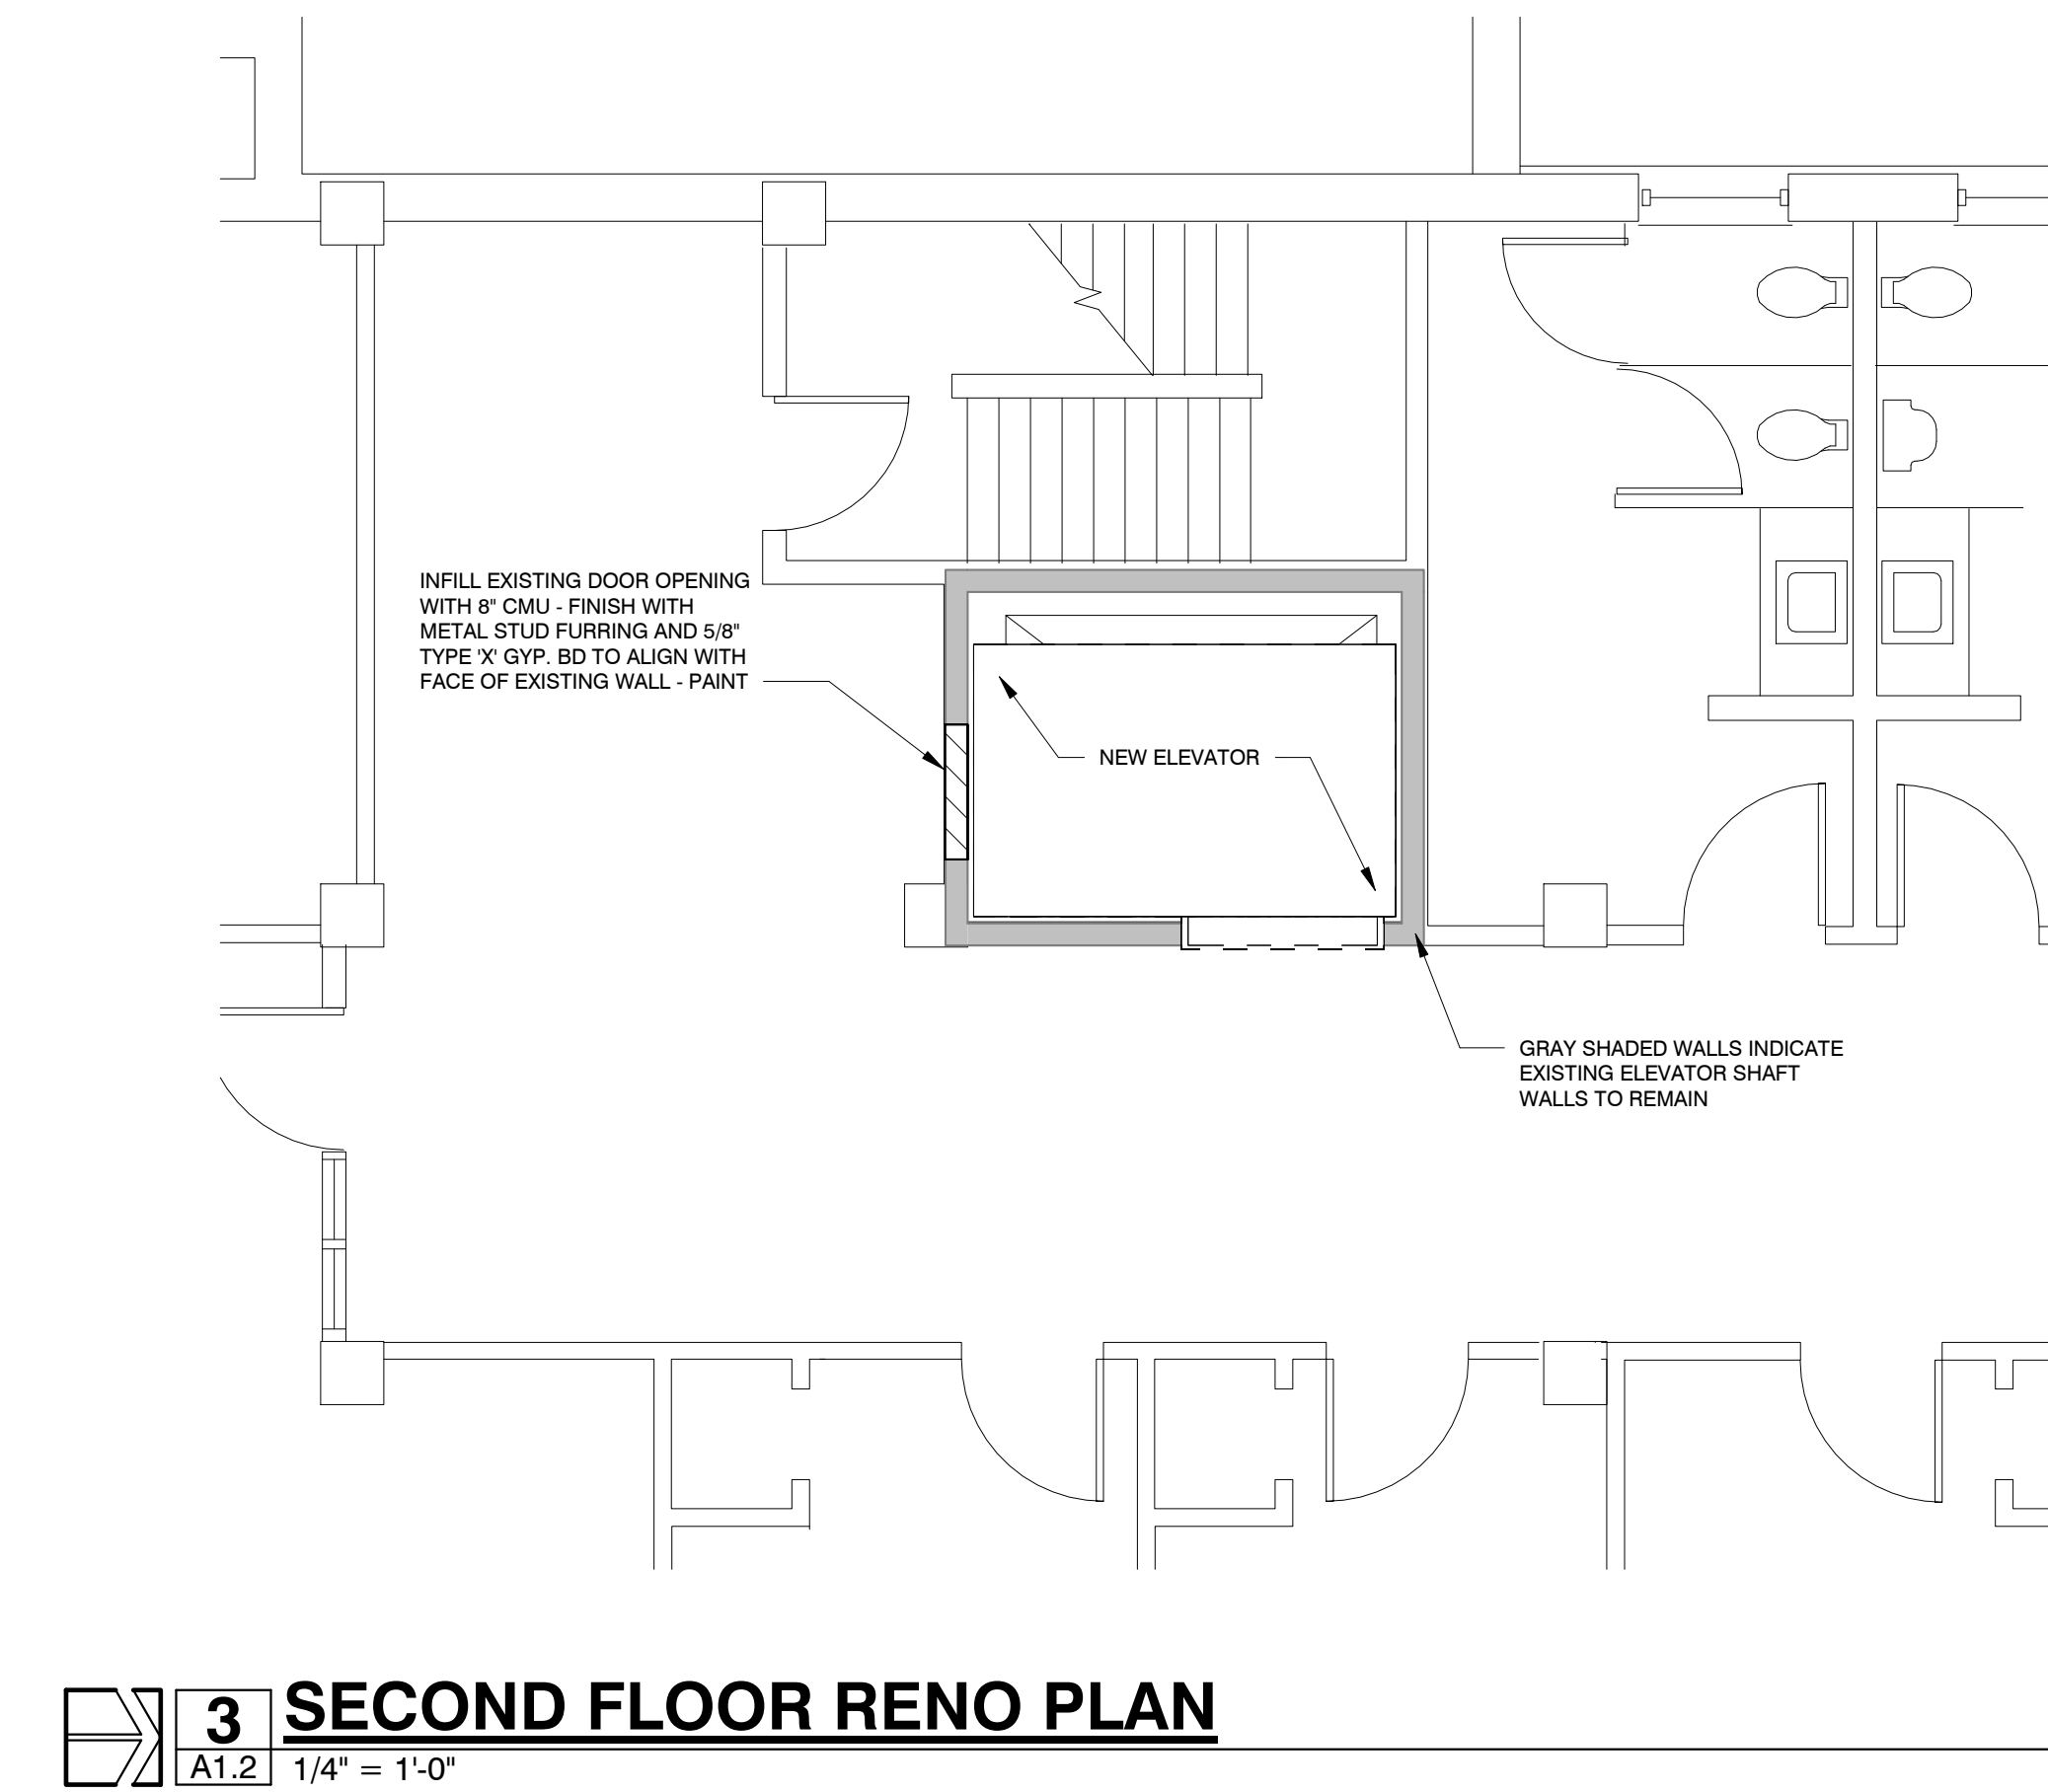 INFILL EXISTING DOOR OPENING
WITH 8" CMU - FINISH WITH
METAL STUD FURRING AND 5/8"
TYPE 'X' GYP. BD TO ALIGN WITH
FACE OF EXISTING WALL - PAINT
NEW ELEVATOR
GRAY SHADED WALLS INDICATE
EXISTING ELEVATOR SHAFT
WALLS TO REMAIN
3
SECOND FLOOR RENO PLAN
A1.2
1/4" = 1'-0"